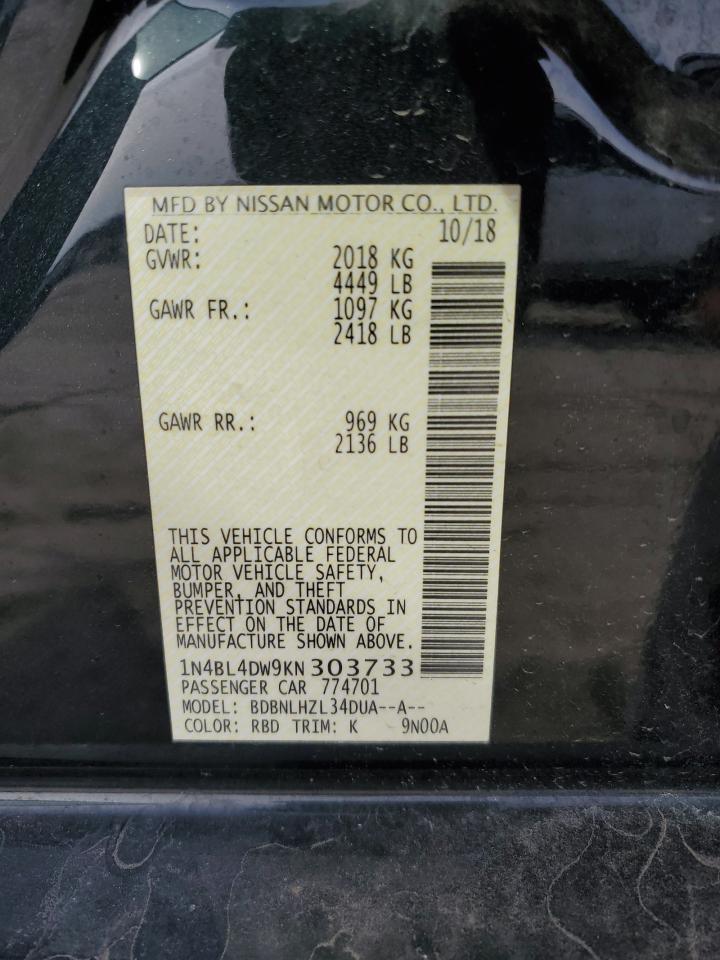 MFD BY NISSAN MOTOR CO., LTD.
DATE: 10/18
GVWR: 2018 KG
4449 LB
GAWR FR.: 1097 KG
2418 LB
GAWR RR.: 969 KG
2136 LB
THIS VEHICLE CONFORMS TO
ALL APPLICABLE FEDERAL
MOTOR VEHICLE SAFETY,
BUMPER, AND THEFT
PREVENTION STANDARDS IN
EFFECT ON THE DATE OF
MANUFACTURE SHOWN ABOVE.
1N4BL4DW9KN303733
PASSENGER CAR 774701
MODEL: BDBNLHZL34DUA--A--
COLOR: RBD TRIM: K 9N00A